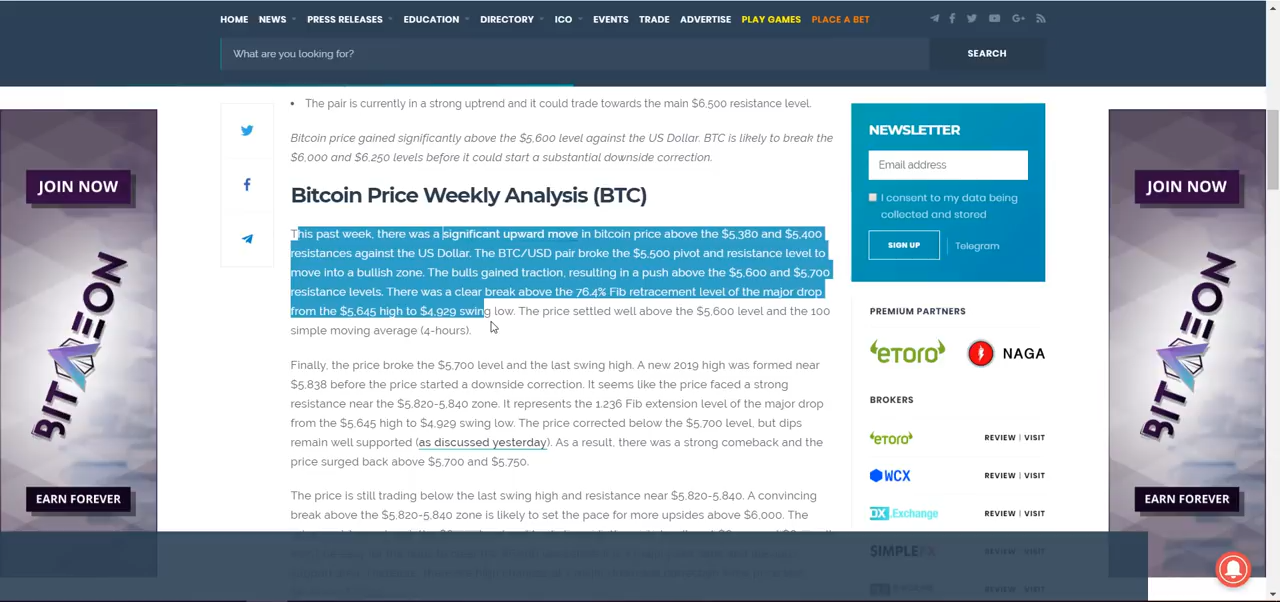 HOME NEWS PRESS RELEASES EDUCATION DIRECTORY ICO EVENTS TRADE ADVERTISE PLAY GAMES PLACE A BET
What are you looking for?
SEARCH
JOIN NOW
BITAEON
EARN FOREVER
• The pair is currently in a strong uptrend and it could trade towards the main $6,500 resistance level.
Bitcoin price gained significantly above the $5,600 level against the US Dollar. BTC is likely to break the
$6,000 and $6,250 levels before it could start a substantial downside correction.
Bitcoin Price Weekly Analysis (BTC)
This past week, there was a significant upward move in bitcoin price above the $5,380 and $5,400
resistances against the US Dollar. The BTC/USD pair broke the $5,500 pivot and resistance level to
move into a bullish zone. The bulls gained traction, resulting in a push above the $5,600 and $5,700
resistance levels. There was a clear break above the 76.4% Fib retracement level of the major drop
from the $5,645 high to $4,929 swing low. The price settled well above the $5,600 level and the 100
simple moving average (4-hours).
Finally, the price broke the $5,700 level and the last swing high. A new 2019 high was formed near
$5,838 before the price started a downside correction. It seems like the price faced a strong
resistance near the $5,820-5,840 zone. It represents the 1.236 Fib extension level of the major drop
from the $5,645 high to $4,929 swing low. The price corrected below the $5,700 level, but dips
remain well supported (as discussed yesterday). As a result, there was a strong comeback and the
price surged back above $5,700 and $5,750.
The price is still trading below the last swing high and resistance near $5,820-5,840. A convincing
break above the $5,820-5,840 zone is likely to set the pace for more upsides above $6,000. The
NEWSLETTER
Email address
I consent to my data being
collected and stored
SIGN UP Telegram
PREMIUM PARTNERS
eToro NAGA
BROKERS
eToro REVIEW | VISIT
WCX REVIEW | VISIT
DX.Exchange REVIEW | VISIT
SIMPLEFX REVIEW | VISIT
REVIEW | VISIT
JOIN NOW
BITAEON
EARN FOREVER